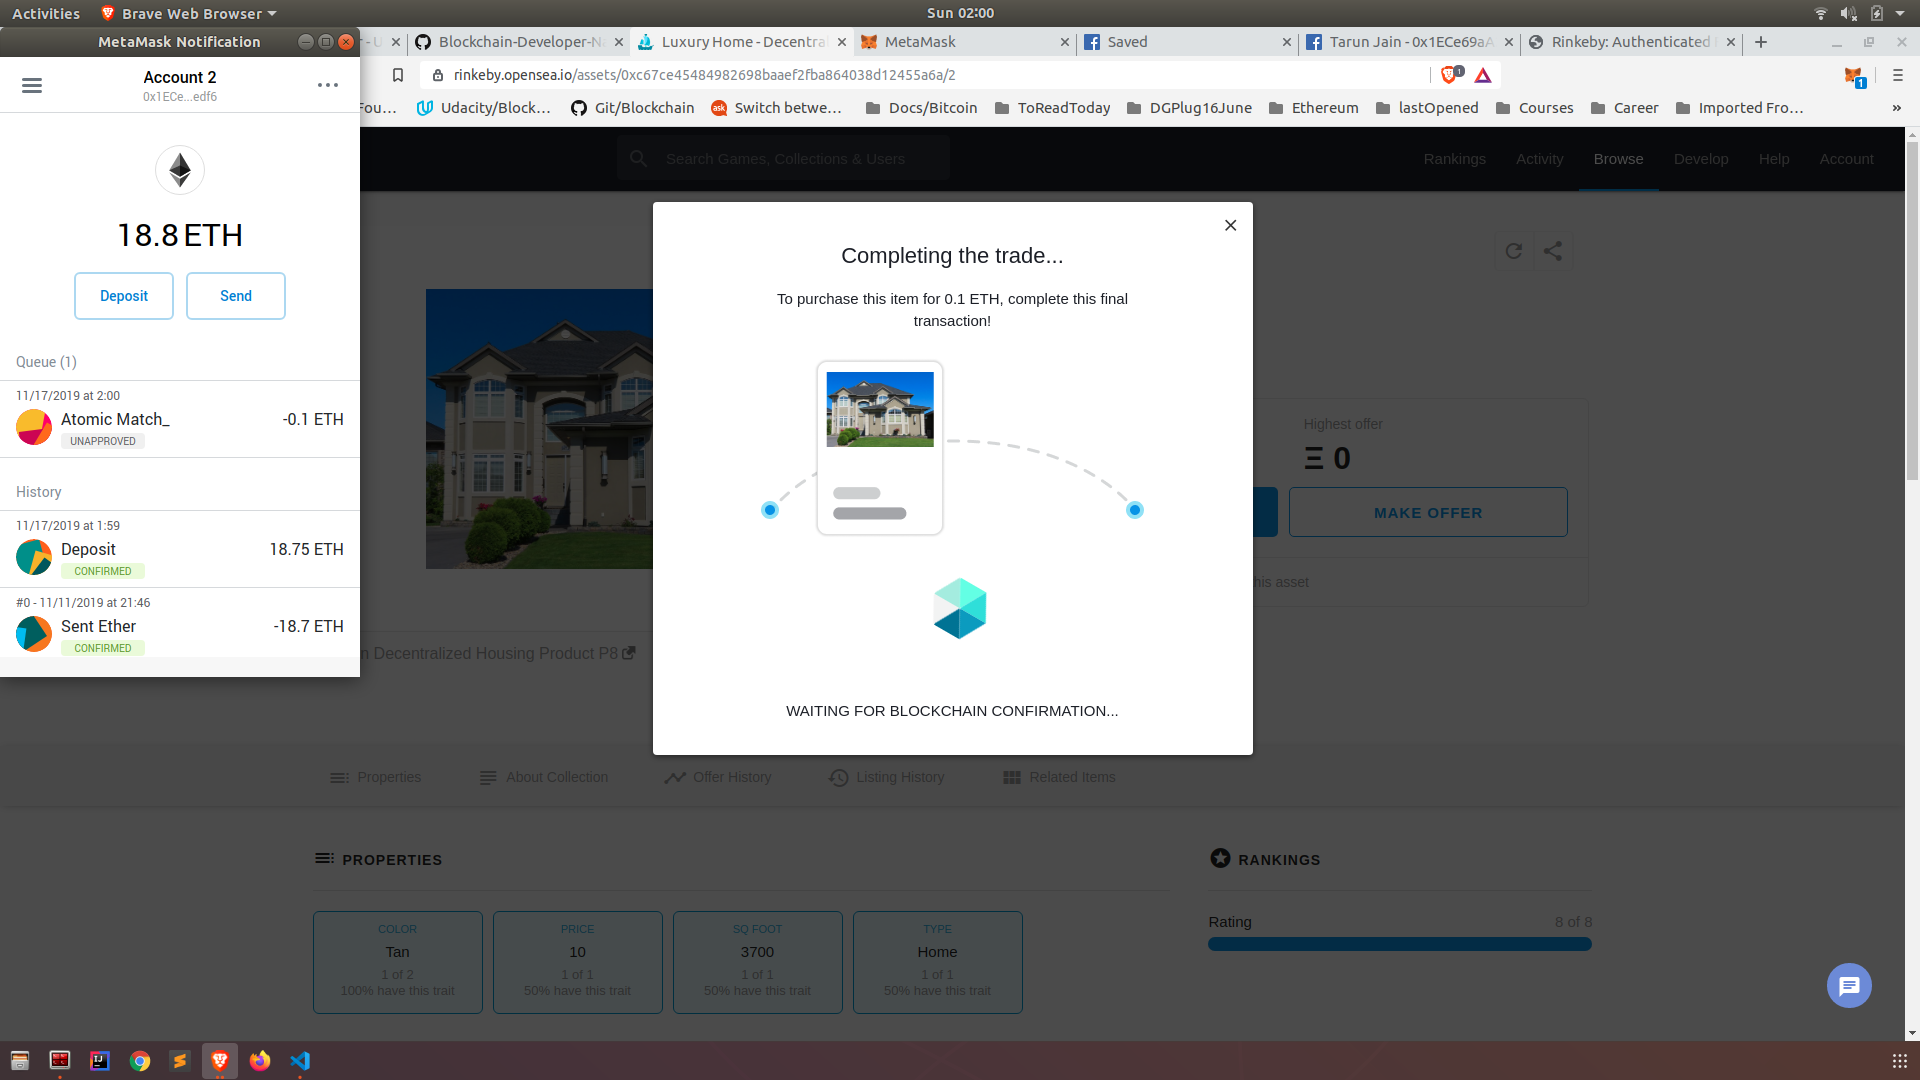 Activities
Brave Web Browser
Sun 02:00
MetaMask Notification
Blockchain-Developer-Na
Luxury Home - Decentral
MetaMask
Saved
Tarun Jain - 0x1ECe69aA
Rinkeby: Authenticated
Account 2
0x1ECe...edf6
rinkeby.opensea.io/assets/0xc67ce45484982698baaef2fba864038d12455a6a/2
1
1
Fou...
Udacity/Block...
Git/Blockchain
ask
Switch betwe...
Docs/Bitcoin
ToReadToday
DGPlug16June
Ethereum
lastOpened
Courses
Career
Imported Fro...
»
Search Games, Collections & Users
Rankings
Activity
Browse
Develop
Help
Account
18.8 ETH
Deposit
Send
Queue (1)
11/17/2019 at 2:00
Atomic Match_
-0.1 ETH
UNAPPROVED
History
11/17/2019 at 1:59
Deposit
18.75 ETH
CONFIRMED
#0 - 11/11/2019 at 21:46
Sent Ether
-18.7 ETH
CONFIRMED
Completing the trade...
To purchase this item for 0.1 ETH, complete this final
transaction!
WAITING FOR BLOCKCHAIN CONFIRMATION...
Highest offer
Ξ 0
MAKE OFFER
his asset
n Decentralized Housing Product P8
Properties
About Collection
Offer History
Listing History
Related Items
PROPERTIES
COLOR
Tan
1 of 2
100% have this trait
PRICE
10
1 of 1
50% have this trait
SQ FOOT
3700
1 of 1
50% have this trait
TYPE
Home
1 of 1
50% have this trait
RANKINGS
Rating
8 of 8